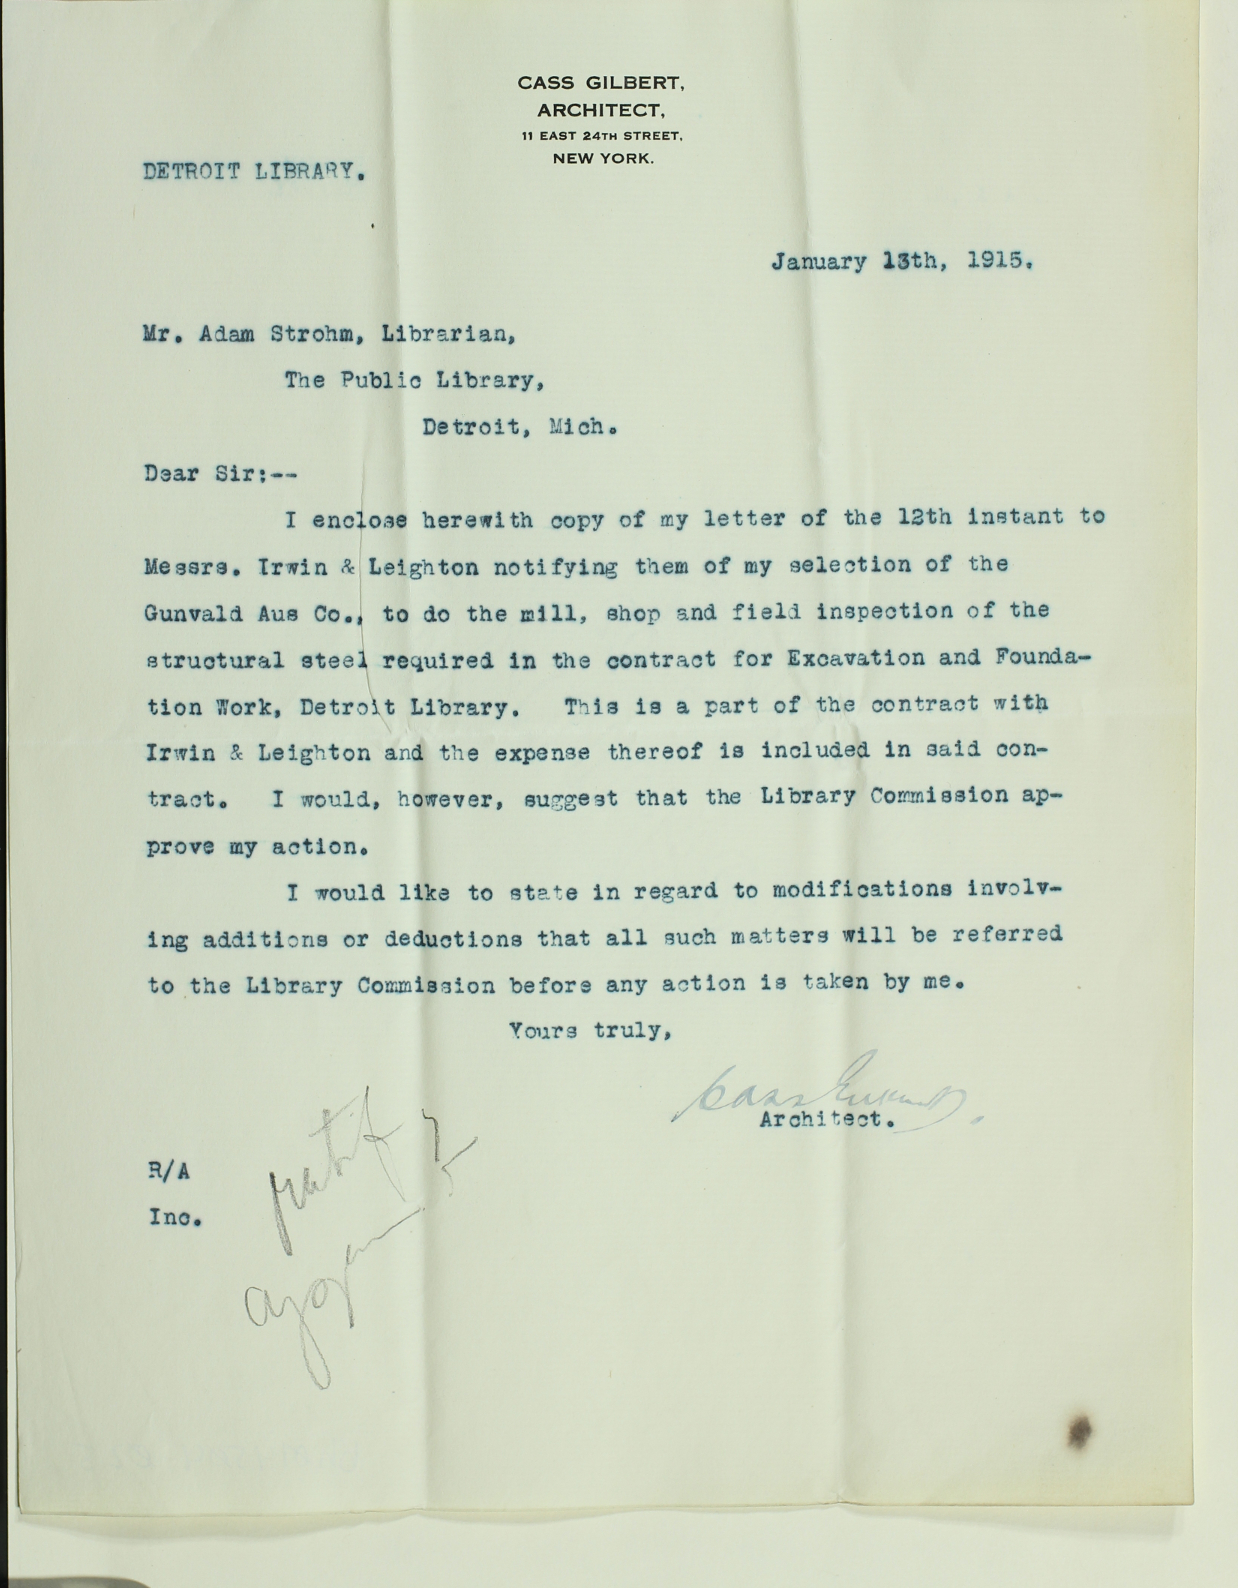 CASS GILBERT,
ARCHITECT,
11 EAST 24TH STREET,
NEW YORK.
DETROIT LIBRARY.
January 13th, 1915.
Mr. Adam Strohm, Librarian,
The Public Library,
Detroit, Mich.
Dear Sir:--
I enclose herewith copy of my letter of the 12th instant to
Messrs. Irwin & Leighton notifying them of my selection of the
Gunvald Aus Co., to do the mill, shop and field inspection of the
structural steel required in the contract for Excavation and Founda-
tion Work, Detroit Library. This is a part of the contract with
Irwin & Leighton and the expense thereof is included in said con-
tract. I would, however, suggest that the Library Commission ap-
prove my action.
I would like to state in regard to modifications involv-
ing additions or deductions that all such matters will be referred
to the Library Commission before any action is taken by me.
Yours truly,
Cass Gilbert
Architect.
R/A
Inc.